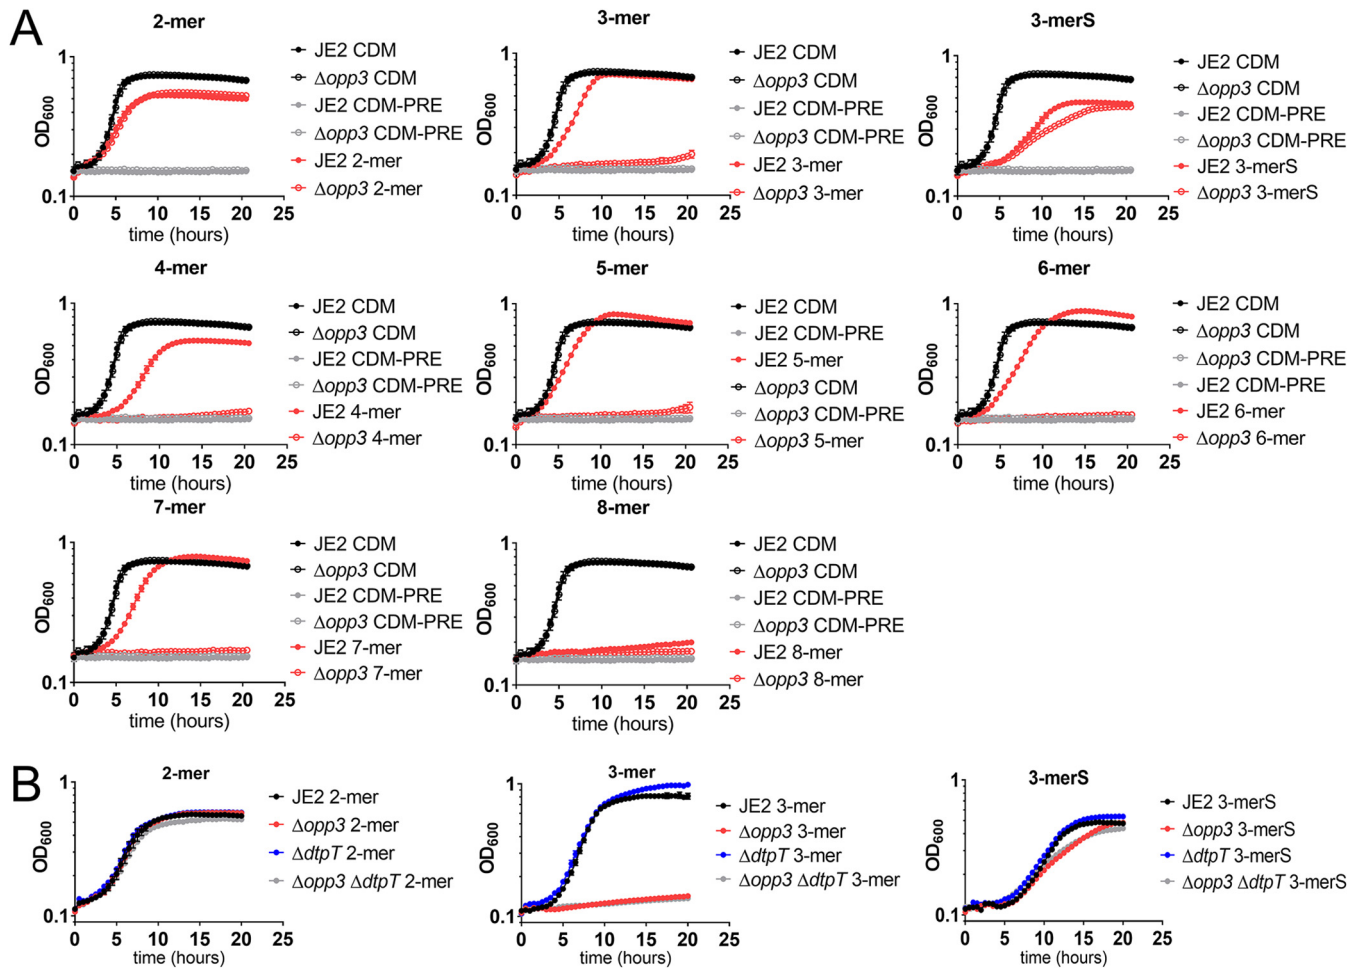 A
2-mer
OD600
1
0.1
0 5 10 15 20 25
time (hours)
JE2 CDM
Δopp3 CDM
JE2 CDM-PRE
Δopp3 CDM-PRE
JE2 2-mer
Δopp3 2-mer
3-mer
OD600
1
0.1
0 5 10 15 20 25
time (hours)
JE2 CDM
Δopp3 CDM
JE2 CDM-PRE
Δopp3 CDM-PRE
JE2 3-mer
Δopp3 3-mer
3-merS
OD600
1
0.1
0 5 10 15 20 25
time (hours)
JE2 CDM
Δopp3 CDM
JE2 CDM-PRE
Δopp3 CDM-PRE
JE2 3-merS
Δopp3 3-merS
4-mer
OD600
1
0.1
0 5 10 15 20 25
time (hours)
JE2 CDM
Δopp3 CDM
JE2 CDM-PRE
Δopp3 CDM-PRE
JE2 4-mer
Δopp3 4-mer
5-mer
OD600
1
0.1
0 5 10 15 20 25
time (hours)
JE2 CDM
JE2 CDM-PRE
JE2 5-mer
Δopp3 CDM
Δopp3 CDM-PRE
Δopp3 5-mer
6-mer
OD600
1
0.1
0 5 10 15 20 25
time (hours)
JE2 CDM
Δopp3 CDM
Δopp3 CDM-PRE
JE2 CDM-PRE
JE2 6-mer
Δopp3 6-mer
7-mer
OD600
1
0.1
0 5 10 15 20 25
time (hours)
JE2 CDM
Δopp3 CDM
JE2 CDM-PRE
Δopp3 CDM-PRE
JE2 7-mer
Δopp3 7-mer
8-mer
OD600
1
0.1
0 5 10 15 20 25
time (hours)
JE2 CDM
Δopp3 CDM
JE2 CDM-PRE
Δopp3 CDM-PRE
JE2 8-mer
Δopp3 8-mer
B
2-mer
OD600
1
0.1
0 5 10 15 20 25
time (hours)
JE2 2-mer
Δopp3 2-mer
ΔdtpT 2-mer
Δopp3 ΔdtpT 2-mer
3-mer
OD600
1
0.1
0 5 10 15 20 25
time (hours)
JE2 3-mer
Δopp3 3-mer
ΔdtpT 3-mer
Δopp3 ΔdtpT 3-mer
3-merS
OD600
1
0.1
0 5 10 15 20 25
time (hours)
JE2 3-merS
Δopp3 3-merS
ΔdtpT 3-merS
Δopp3 ΔdtpT 3-merS